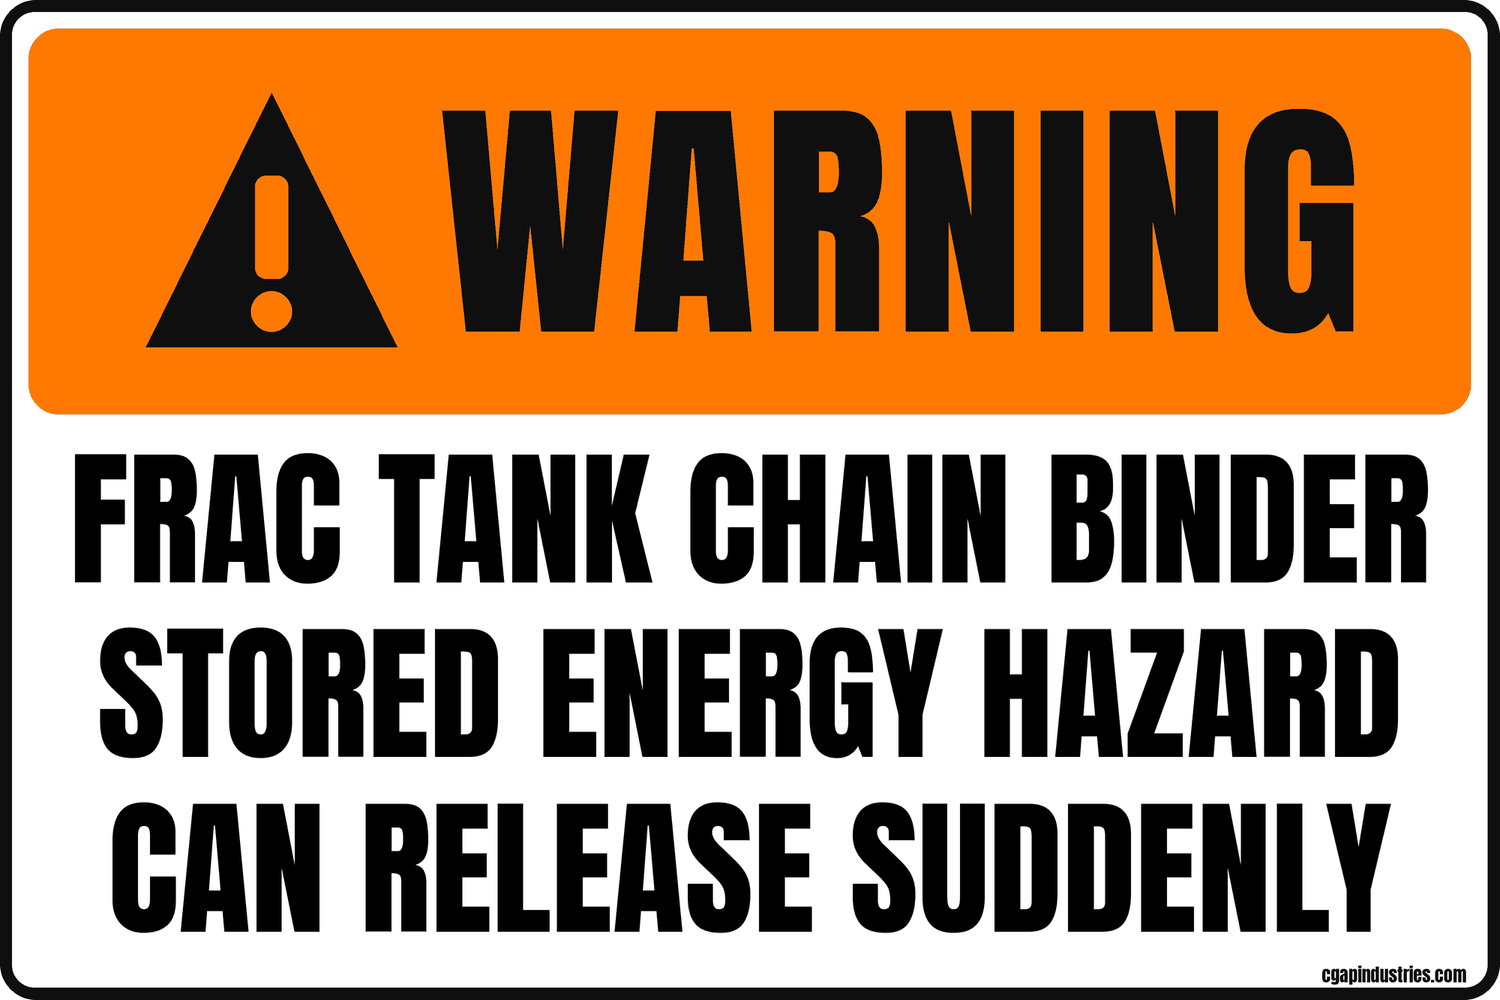 WARNING
FRAC TANK CHAIN BINDER
STORED ENERGY HAZARD
CAN RELEASE SUDDENLY
cgapindustries.com